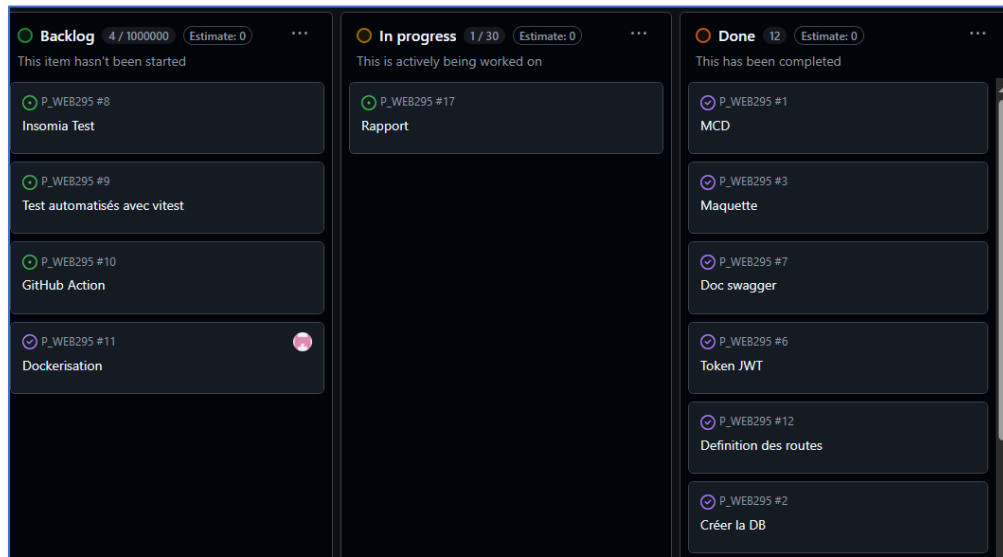 Backlog 4 / 1000000 Estimate: 0
This item hasn't been started
P_WEB295 #8
Insomia Test
P_WEB295 #9
Test automatisés avec vitest
P_WEB295 #10
GitHub Action
P_WEB295 #11
Dockerisation
In progress 1 / 30 Estimate: 0
This is actively being worked on
P_WEB295 #17
Rapport
Done 12 Estimate: 0
This has been completed
P_WEB295 #1
MCD
P_WEB295 #3
Maquette
P_WEB295 #7
Doc swagger
P_WEB295 #6
Token JWT
P_WEB295 #12
Definition des routes
P_WEB295 #2
Créer la DB